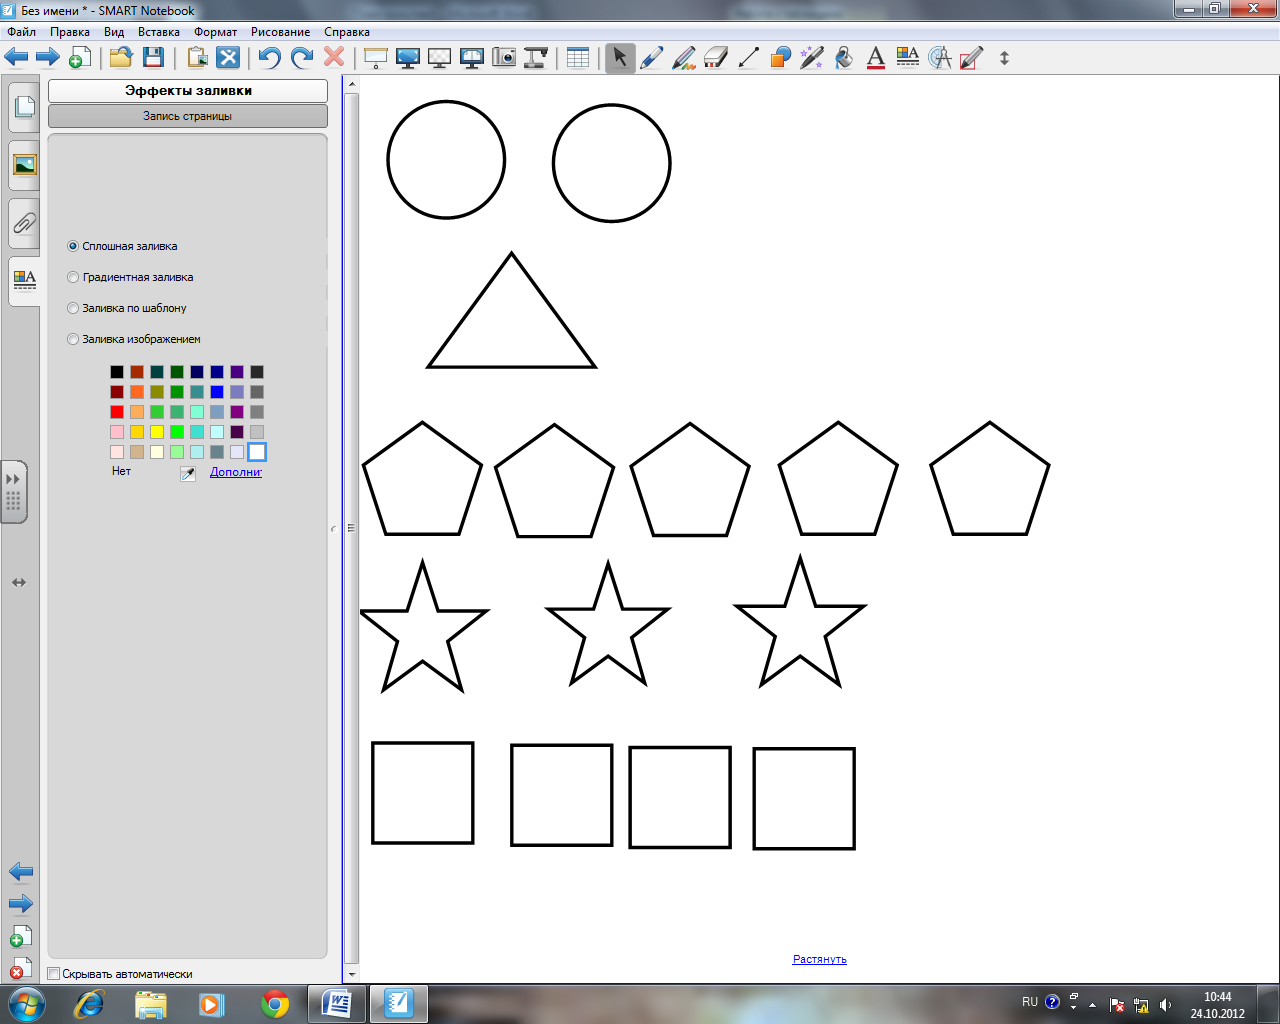 Без имени * - SMART Notebook
Файл Правка Вид Вставка Формат Рисование Справка
Эффекты заливки
Запись страницы
Сплошная заливка
Градиентная заливка
Заливка по шаблону
Заливка изображением
Нет
Дополни
Скрывать автоматически
Растянуть
RU
10:44
24.10.2012